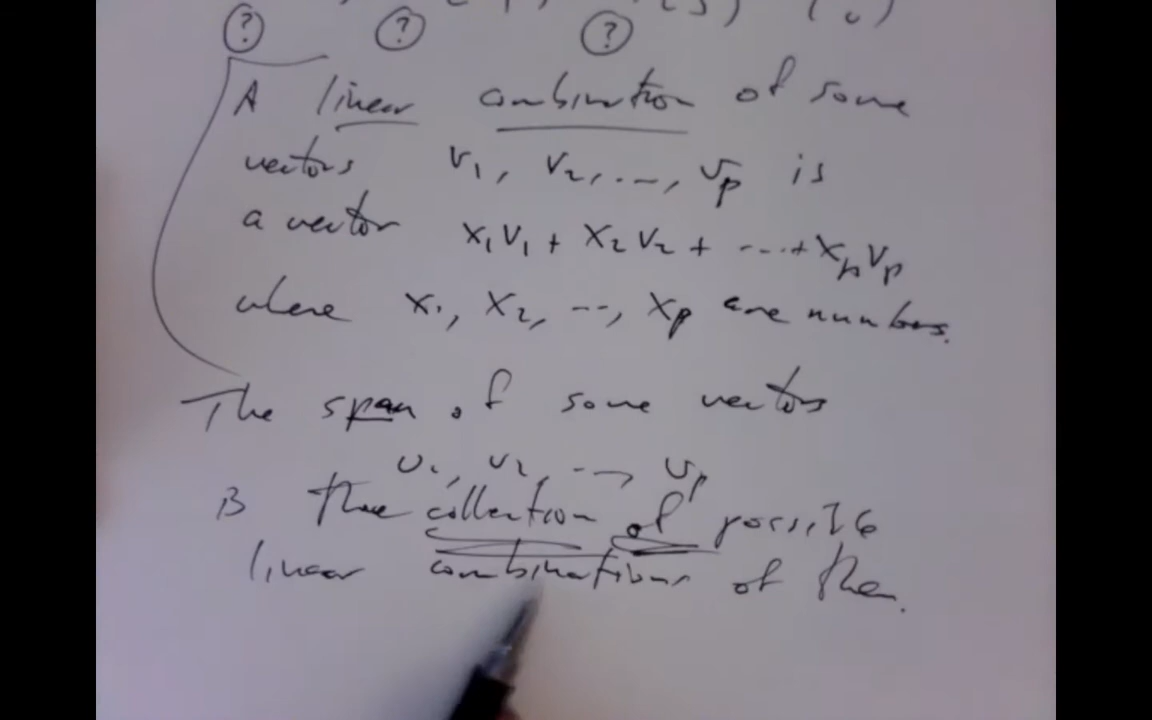 ? ? ?
A linear combination of some
vectors v₁, v₂, ..., vₚ is
a vector x₁v₁ + x₂v₂ + ... + xₚvₚ
where x₁, x₂, ..., xₚ are numbers.
The span of some vectors
v₁, v₂, ..., vₚ
is the collection of possible
linear combinations of them.